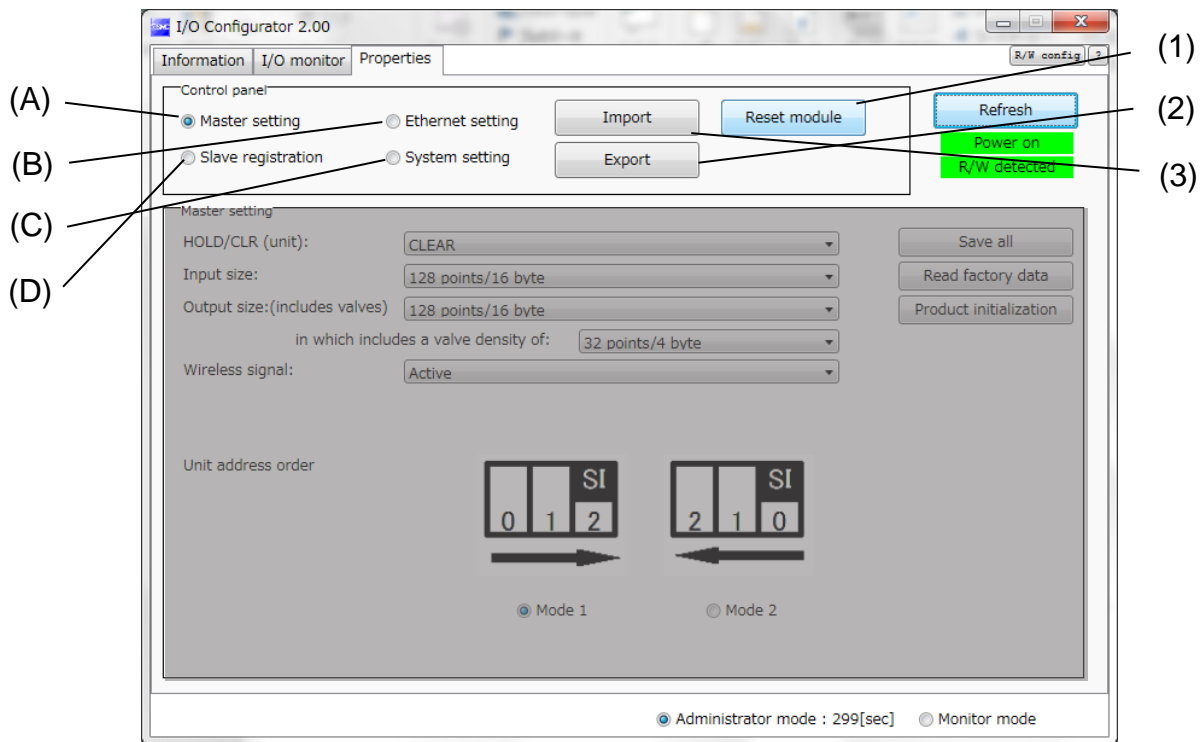 I/O Configurator 2.00
Information I/O monitor Properties R/W config ?
(1)
Control panel
(A) Master setting Ethernet setting Import Reset module Refresh
(2)
Power on
(B) Slave registration System setting Export R/W detected
(3)
Master setting
(C) HOLD/CLR (unit): CLEAR Save all
Input size: 128 points/16 byte Read factory data
(D)
Output size:(includes valves) 128 points/16 byte Product initialization
in which includes a valve density of: 32 points/4 byte
Wireless signal: Active
Unit address order
SI SI
0 1 2 2 1 0
Mode 1 Mode 2
Administrator mode : 299[sec] Monitor mode